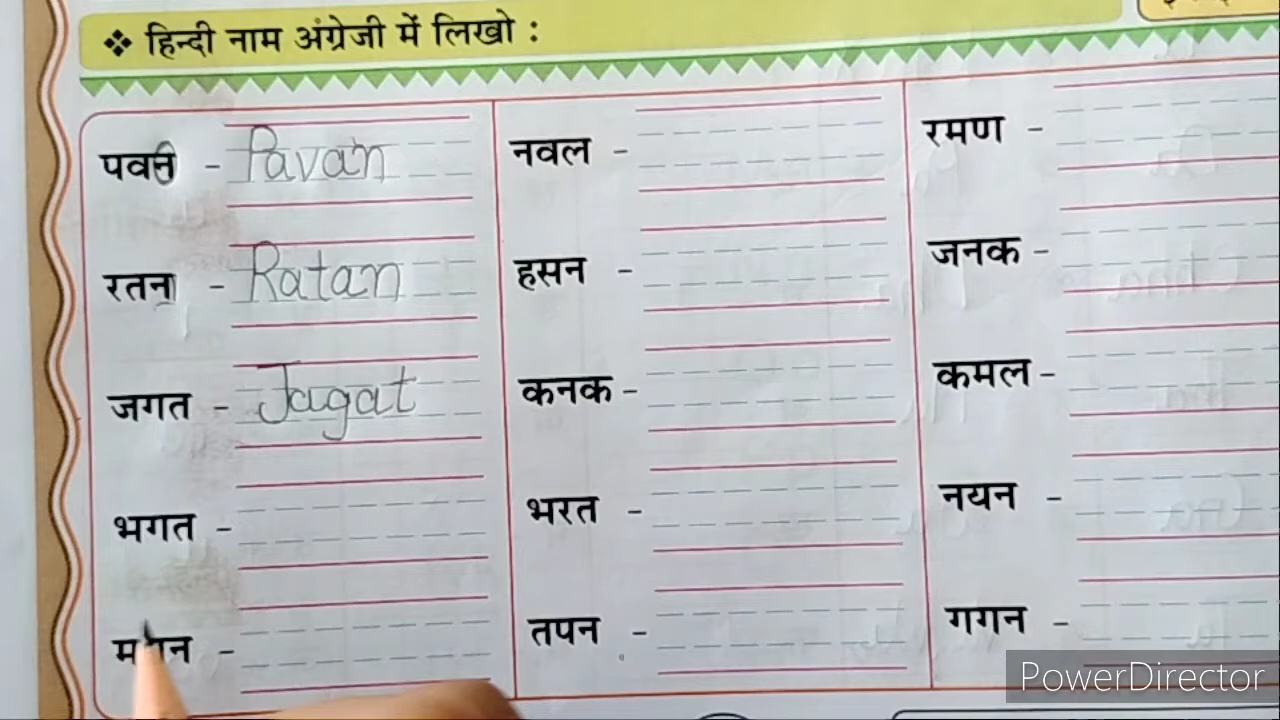 ❖ हिन्दी नाम अंग्रेजी में लिखो :
पवन - Pavan
रतन - Ratan
जगत - Jagat
भगत -
नवल -
हसन -
कनक -
भरत -
तपन -
रमण -
जनक -
कमल -
नयन -
गगन -
PowerDirector